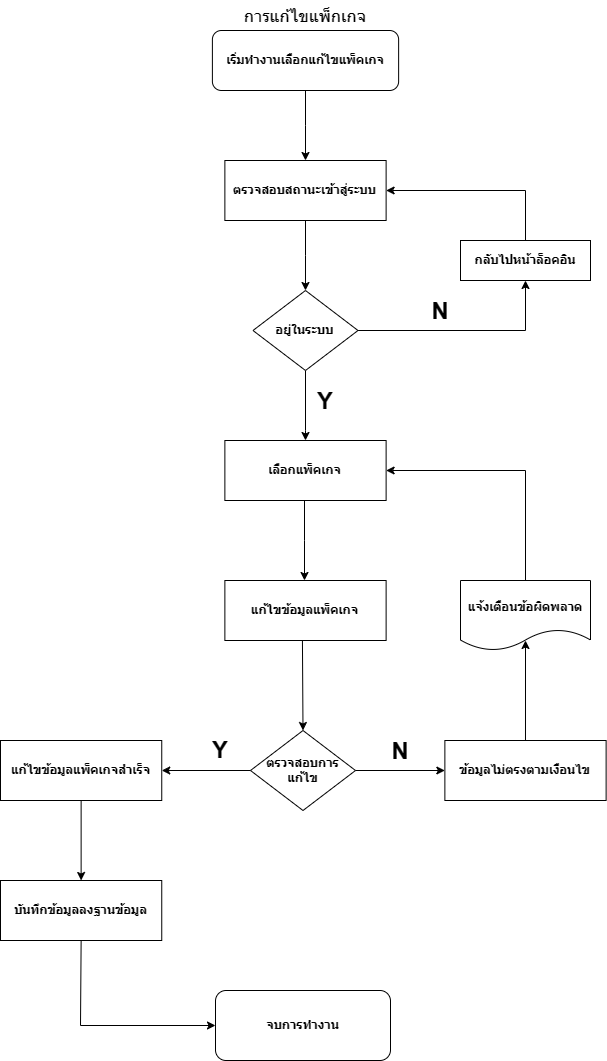 การแก้ไขแพ็กเกจ
เริ่มทำงานเลือกแก้ไขแพ็คเกจ
ตรวจสอบสถานะเข้าสู่ระบบ
กลับไปหน้าล็อคอิน
อยู่ในระบบ
N
Y
เลือกแพ็คเกจ
แก้ไขข้อมูลแพ็คเกจ
แจ้งเตือนข้อผิดพลาด
Y
N
แก้ไขข้อมูลแพ็คเกจสำเร็จ
ตรวจสอบการ
แก้ไข
ข้อมูลไม่ตรงตามเงื่อนไข
บันทึกข้อมูลลงฐานข้อมูล
จบการทำงาน